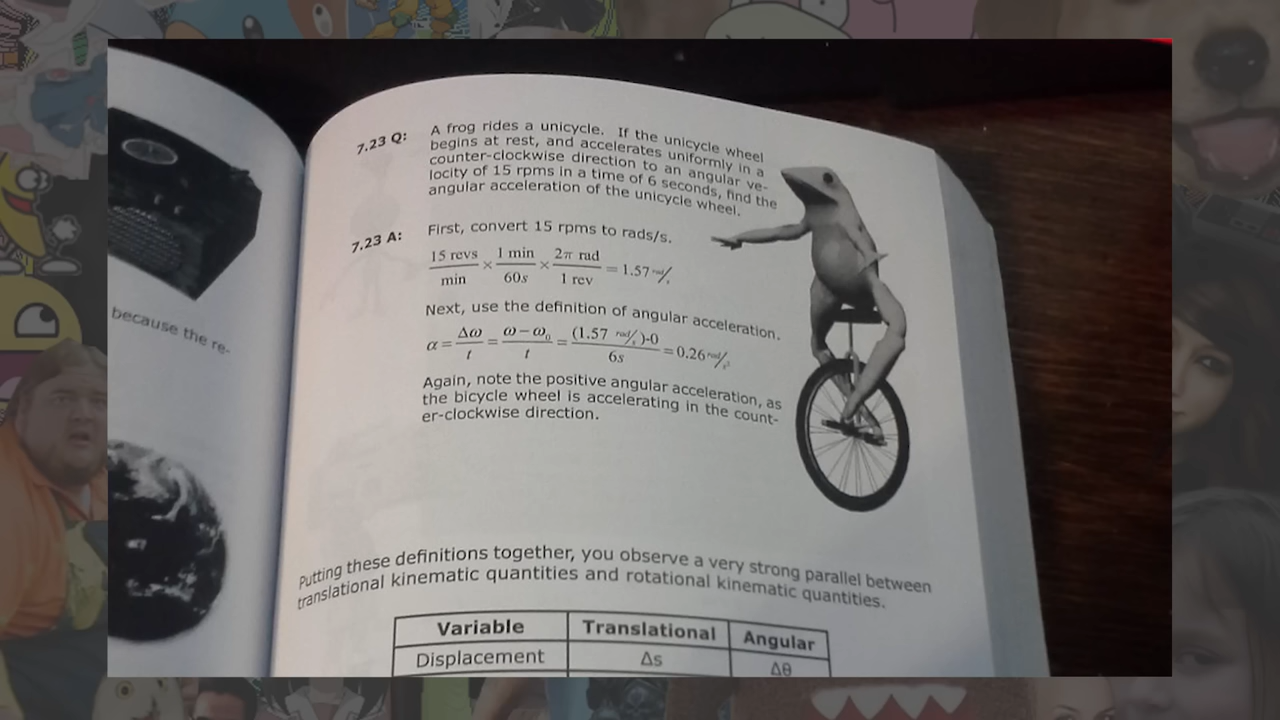 because the re-
7.23 Q: A frog rides a unicycle. If the unicycle wheel
begins at rest, and accelerates uniformly in a
counter-clockwise direction to an angular ve-
locity of 15 rpms in a time of 6 seconds, find the
angular acceleration of the unicycle wheel.
7.23 A: First, convert 15 rpms to rads/s.
15 revs/min × 1 min/60s × 2π rad/1 rev = 1.57 rad/s
Next, use the definition of angular acceleration.
α = Δω/t = ω−ω₀/t = (1.57 rad/s)-0/6s = 0.26 rad/s²
Again, note the positive angular acceleration, as
the bicycle wheel is accelerating in the count-
er-clockwise direction.
Putting these definitions together, you observe a very strong parallel between
translational kinematic quantities and rotational kinematic quantities.
Variable Translational Angular
Displacement Δs Δθ